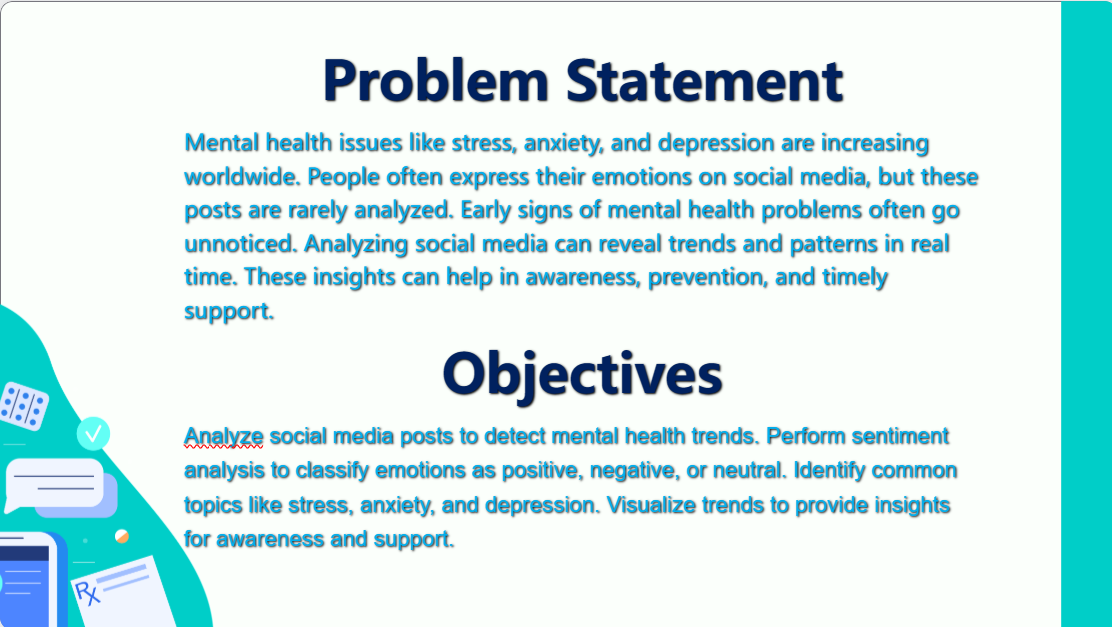 Problem Statement
Mental health issues like stress, anxiety, and depression are increasing
worldwide. People often express their emotions on social media, but these
posts are rarely analyzed. Early signs of mental health problems often go
unnoticed. Analyzing social media can reveal trends and patterns in real
time. These insights can help in awareness, prevention, and timely
support.
Objectives
Analyze social media posts to detect mental health trends. Perform sentiment
analysis to classify emotions as positive, negative, or neutral. Identify common
topics like stress, anxiety, and depression. Visualize trends to provide insights
for awareness and support.
Rx